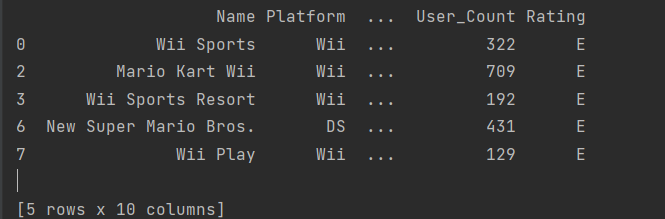 Name Platform ... User_Count Rating
0 Wii Sports Wii ... 322 E
2 Mario Kart Wii Wii ... 709 E
3 Wii Sports Resort Wii ... 192 E
6 New Super Mario Bros. DS ... 431 E
7 Wii Play Wii ... 129 E
[5 rows x 10 columns]